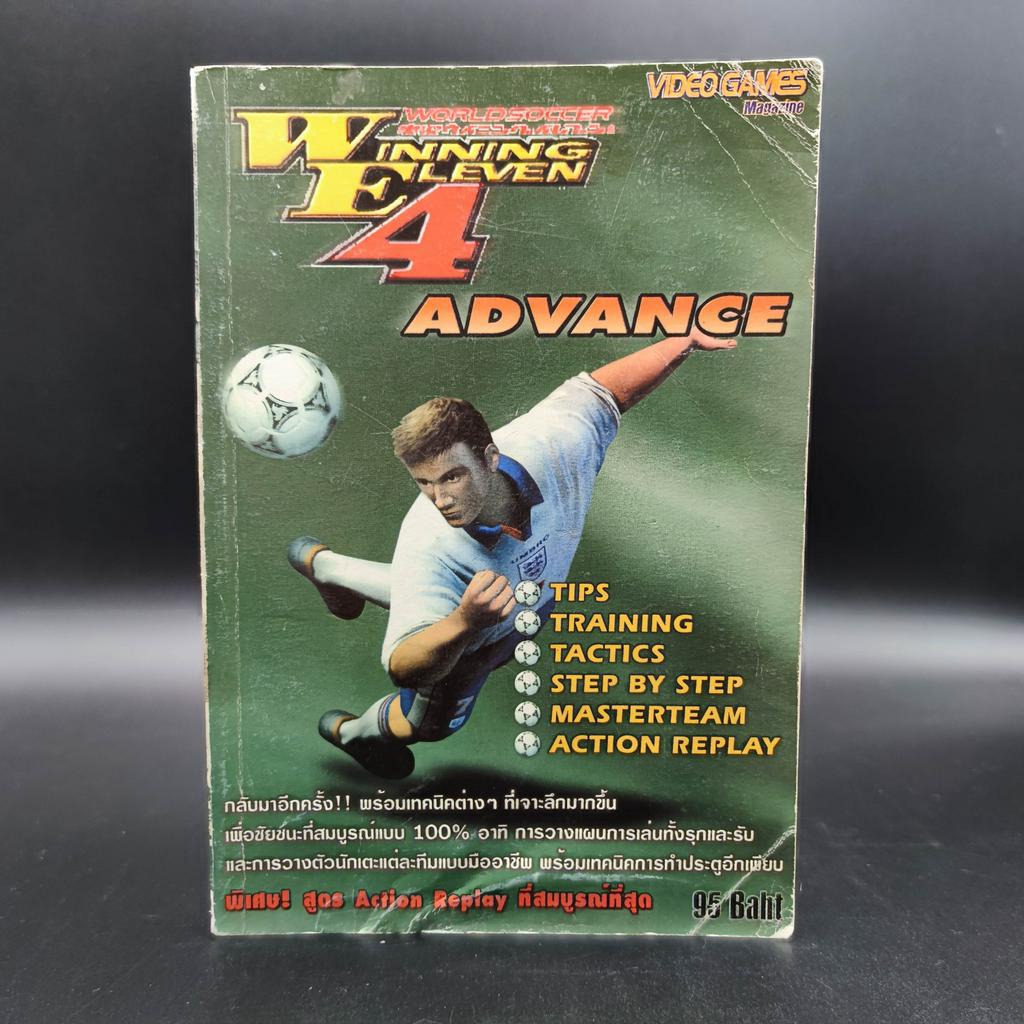 VIDEO GAMES
Magazine
WORLD SOCCER
WINNING
ELEVEN
4
ADVANCE
UMBRO
TIPS
TRAINING
TACTICS
STEP BY STEP
MASTERTEAM
ACTION REPLAY
กลับมาอีกครั้ง!! พร้อมเทคนิคต่างๆ ที่เจาะลึกมากขึ้น
เพื่อชัยชนะที่สมบูรณ์แบบ 100% อาทิ การวางแผนการเล่นทั้งรุกและรับ
และการวางตัวนักเตะแต่ละทีมแบบมืออาชีพ พร้อมเทคนิคการทำประตูอีกเพียบ
พิเศษ! สูตร Action Replay ที่สมบูรณ์ที่สุด
95 Baht